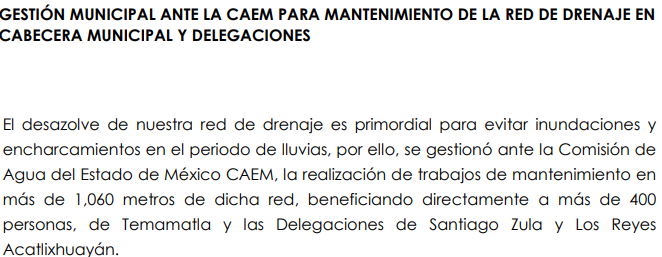 GESTIÓN MUNICIPAL ANTE LA CAEM PARA MANTENIMIENTO DE LA RED DE DRENAJE EN
CABECERA MUNICIPAL Y DELEGACIONES
El desazolve de nuestra red de drenaje es primordial para evitar inundaciones y
encharcamientos en el periodo de lluvias, por ello, se gestionó ante la Comisión de
Agua del Estado de México CAEM, la realización de trabajos de mantenimiento en
más de 1,060 metros de dicha red, beneficiando directamente a más de 400
personas, de Temamatla y las Delegaciones de Santiago Zula y Los Reyes
Acatlixhuayán.